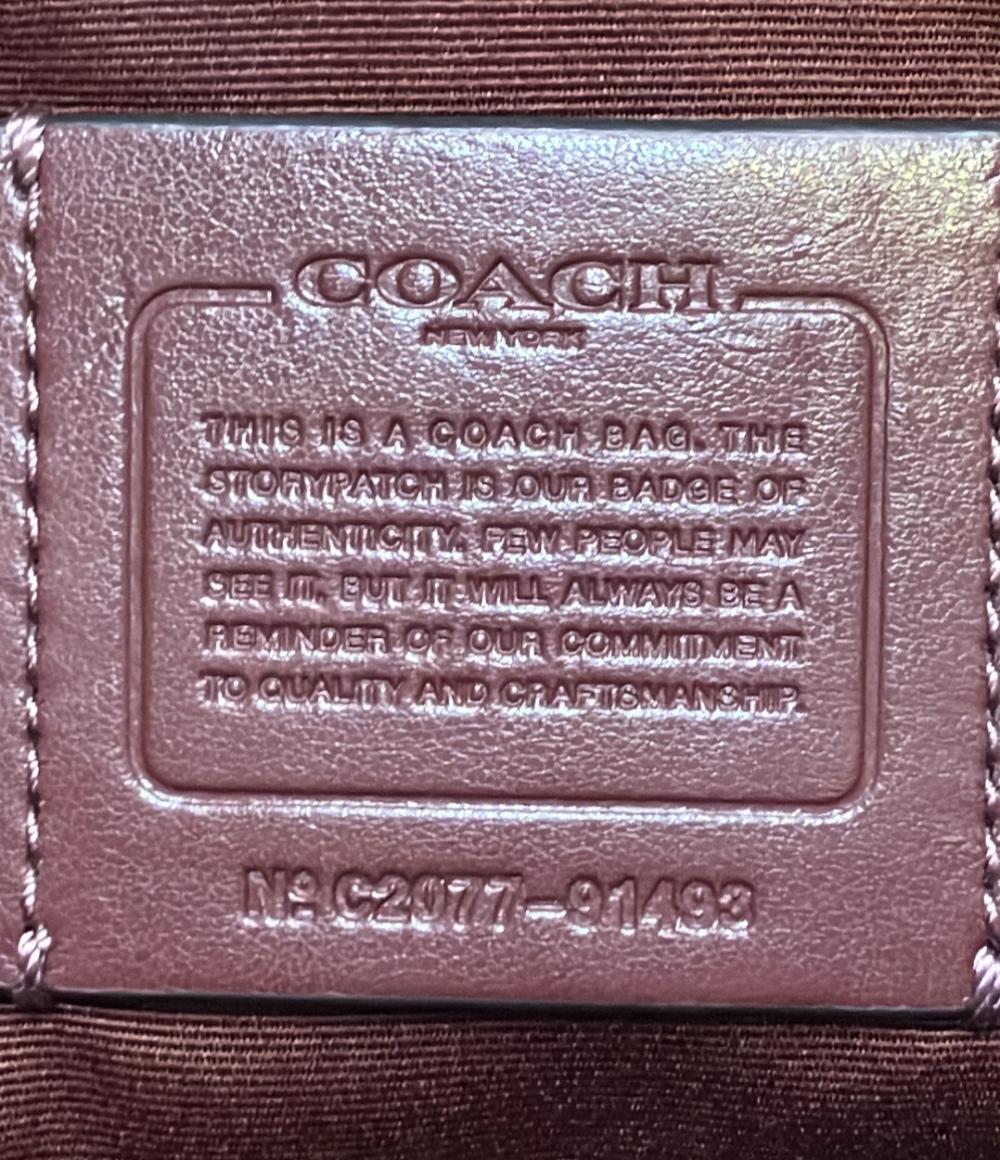 COACH
NEW YORK
THIS IS A COACH BAG. THE
STORYPATCH IS OUR BADGE OF
AUTHENTICITY. FEW PEOPLE MAY
SEE IT, BUT IT WILL ALWAYS BE A
REMINDER OF OUR COMMITMENT
TO QUALITY AND CRAFTSMANSHIP.
Nº C2077-91493